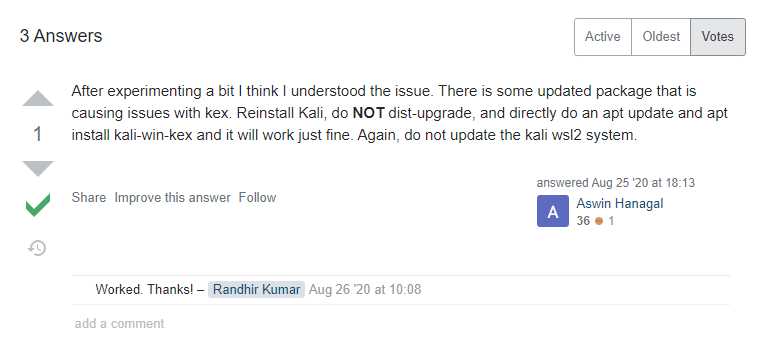 3 Answers
Active Oldest Votes
After experimenting a bit I think I understood the issue. There is some updated package that is
causing issues with kex. Reinstall Kali, do NOT dist-upgrade, and directly do an apt update and apt
install kali-win-kex and it will work just fine. Again, do not update the kali wsl2 system.
1
Share Improve this answer Follow
answered Aug 25 '20 at 18:13
A
Aswin Hanagal
36 1
Worked. Thanks! – Randhir Kumar Aug 26 '20 at 10:08
add a comment